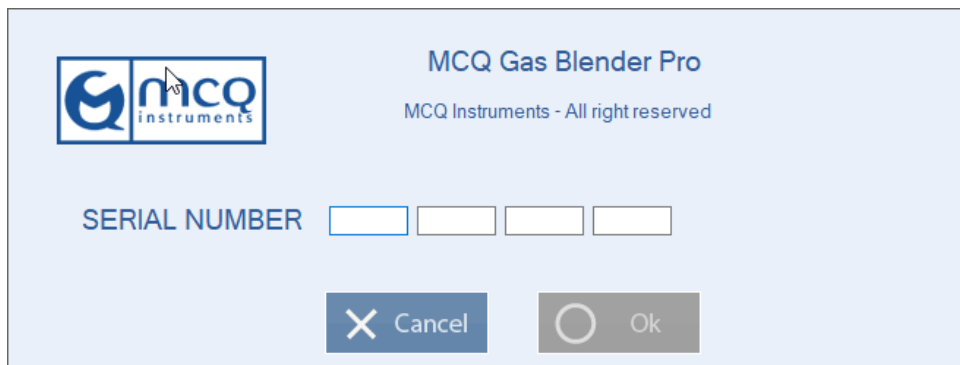 MCQ Gas Blender Pro
mcq
instruments
MCQ Instruments - All right reserved
SERIAL NUMBER
Cancel
Ok